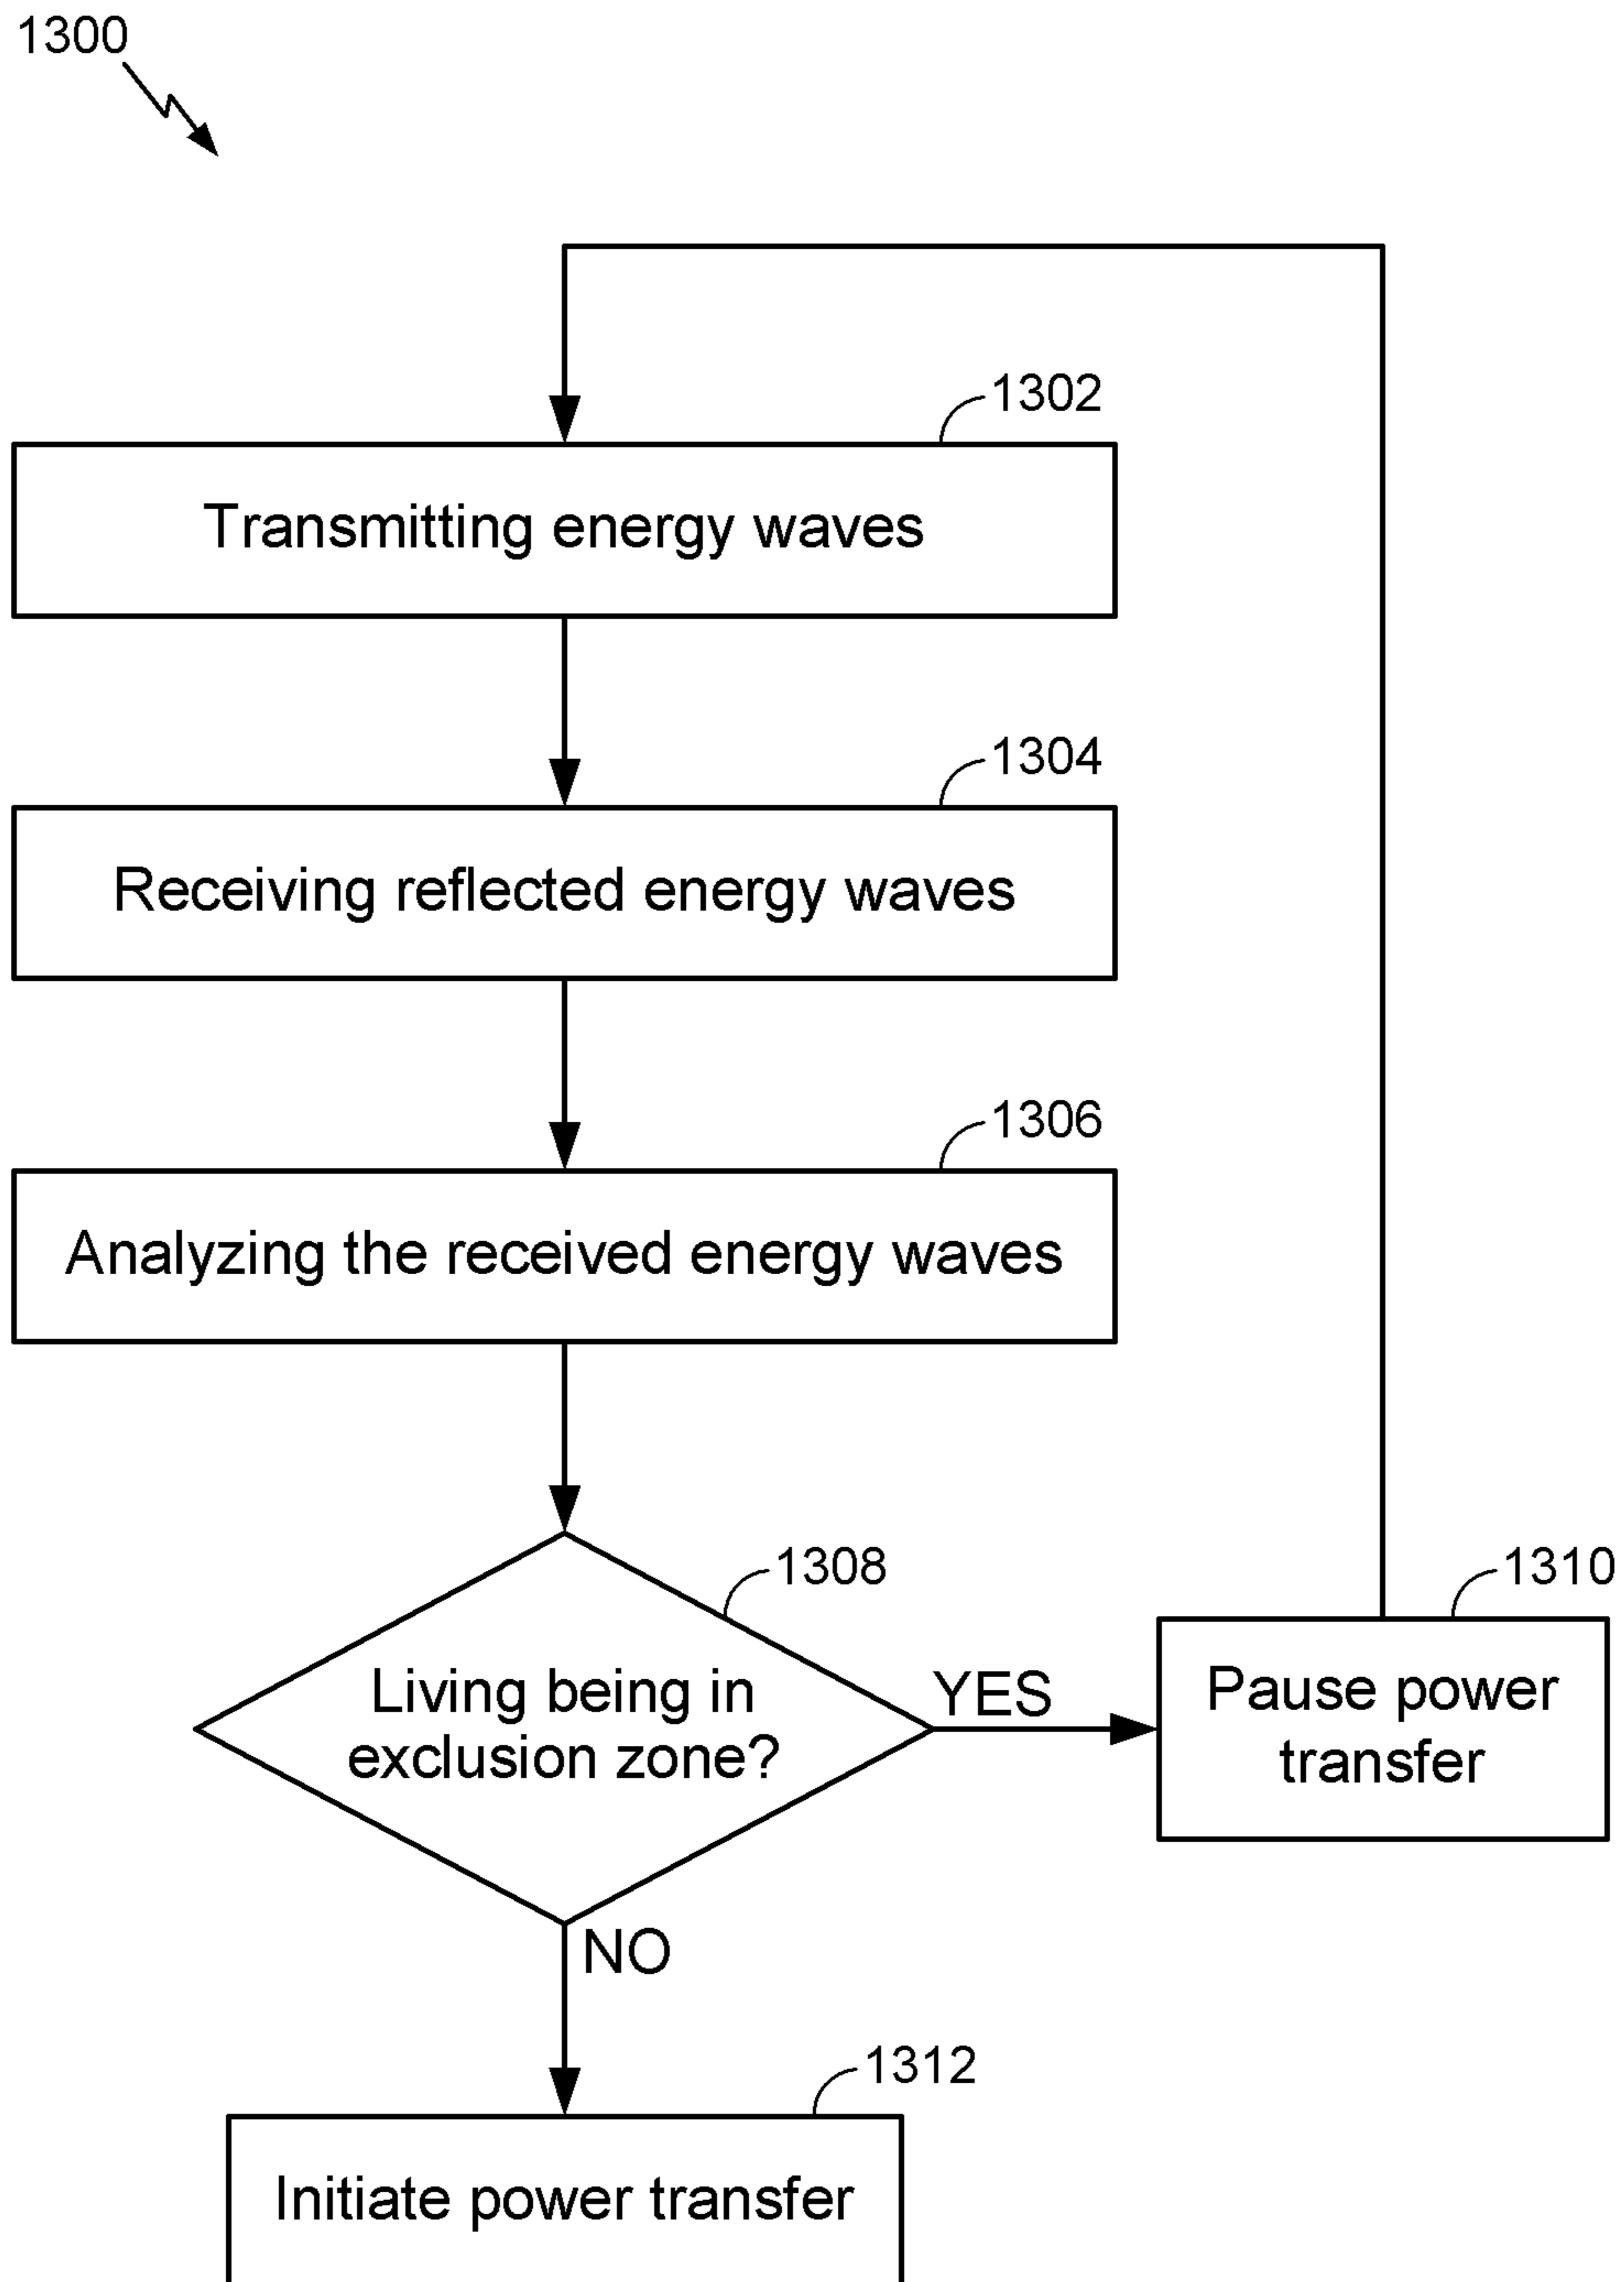 1300
1302
Transmitting energy waves
1304
Receiving reflected energy waves
1306
Analyzing the received energy waves
1308
Living being in
exclusion zone?
YES
1310
Pause power
transfer
NO
1312
Initiate power transfer